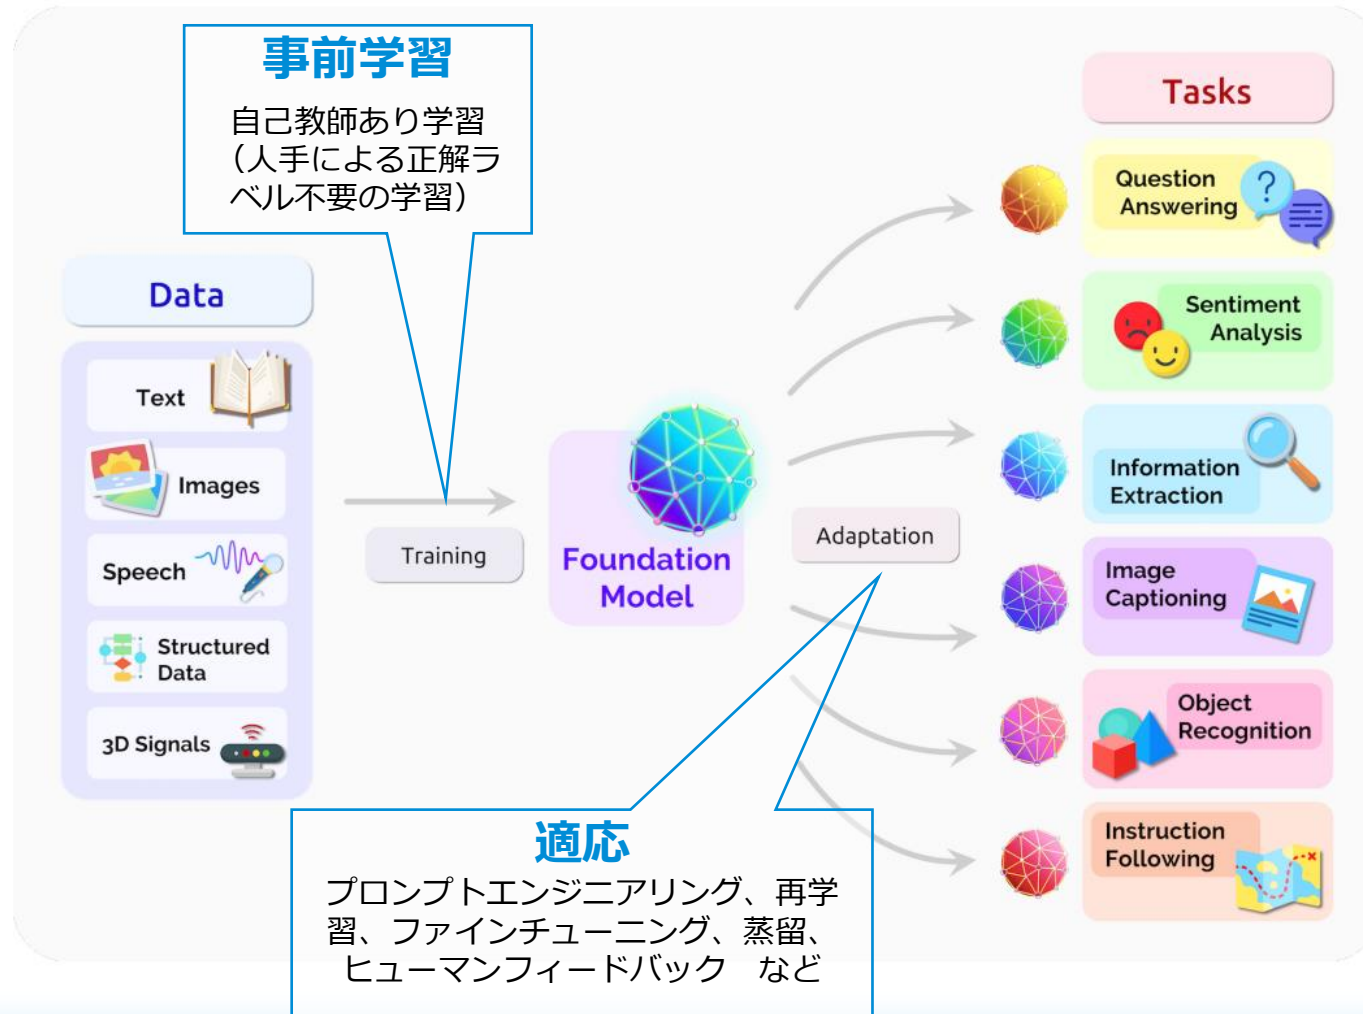 事前学習
自己教師あり学習
（人手による正解ラ
ベル不要の学習）
Data
Text
Images
Speech
Structured
Data
3D Signals
Training
Foundation
Model
Adaptation
適応
プロンプトエンジニアリング、再学
習、ファインチューニング、蒸留、
ヒューマンフィードバック　など
Tasks
Question
Answering
?
Sentiment
Analysis
Information
Extraction
Image
Captioning
Object
Recognition
Instruction
Following